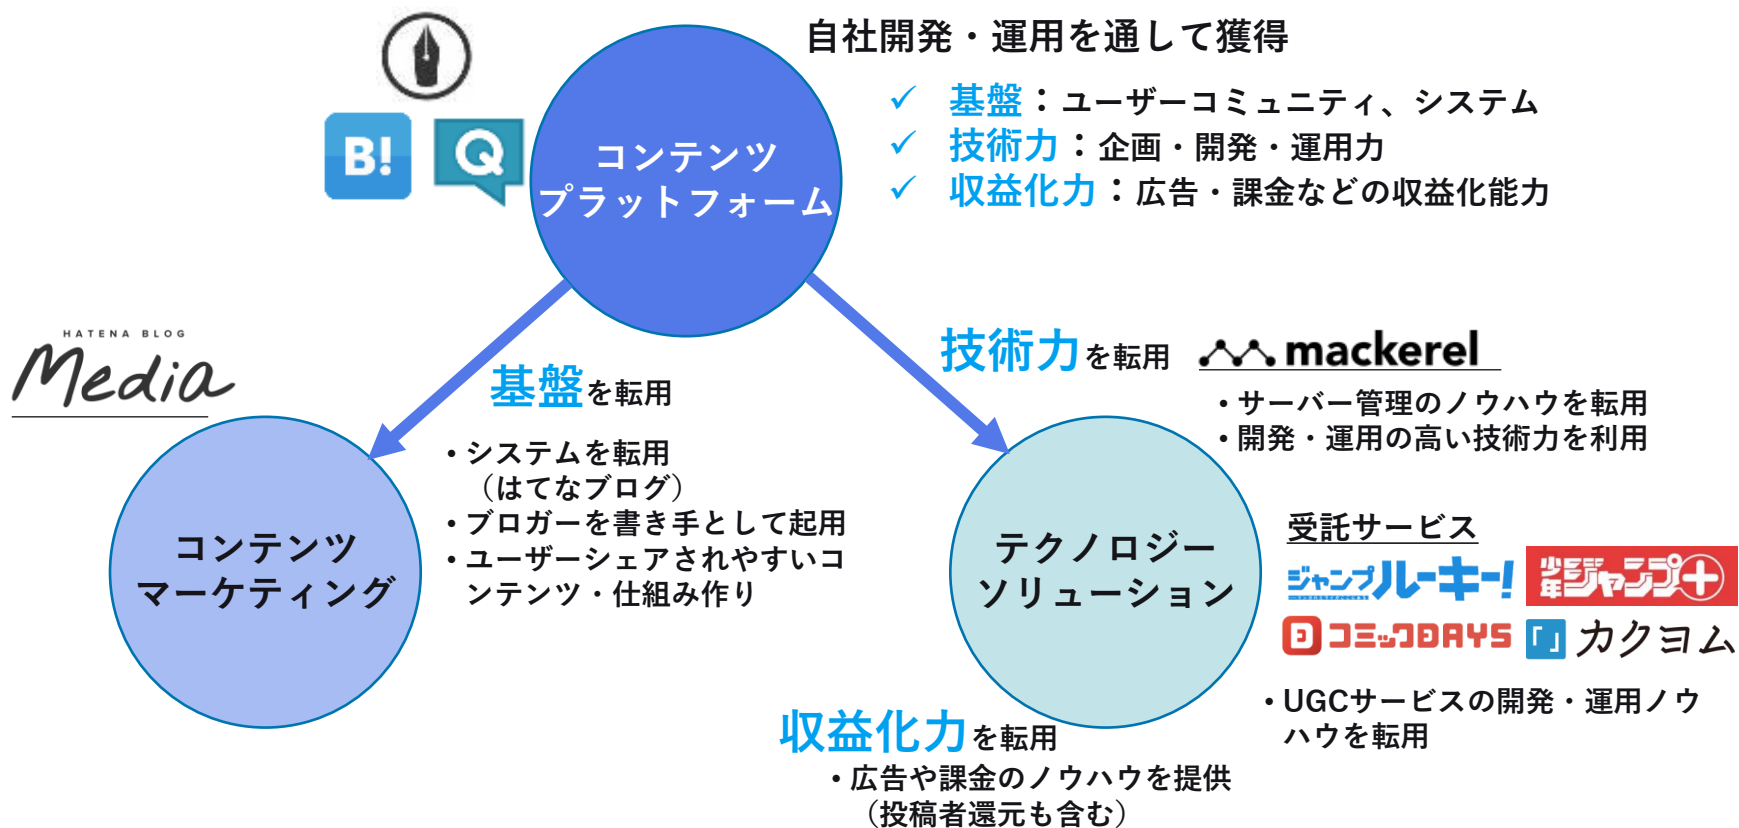 自社開発・運用を通して獲得
✓ 基盤：ユーザーコミュニティ、システム
✓ 技術力：企画・開発・運用力
✓ 収益化力：広告・課金などの収益化能力
B!
Q
コンテンツ
プラットフォーム
HATENA BLOG
Media
基盤を転用
・システムを転用
（はてなブログ）
・ブロガーを書き手として起用
・ユーザーシェアされやすいコ
ンテンツ・仕組み作り
コンテンツ
マーケティング
技術力を転用
mackerel
・サーバー管理のノウハウを転用
・開発・運用の高い技術力を利用
テクノロジー
ソリューション
受託サービス
ジャンプルーキー！
少年ジャンプ＋
コミックDAYS
「」カクヨム
・UGCサービスの開発・運用ノウ
ハウを転用
収益化力を転用
・広告や課金のノウハウを提供
（投稿者還元も含む）